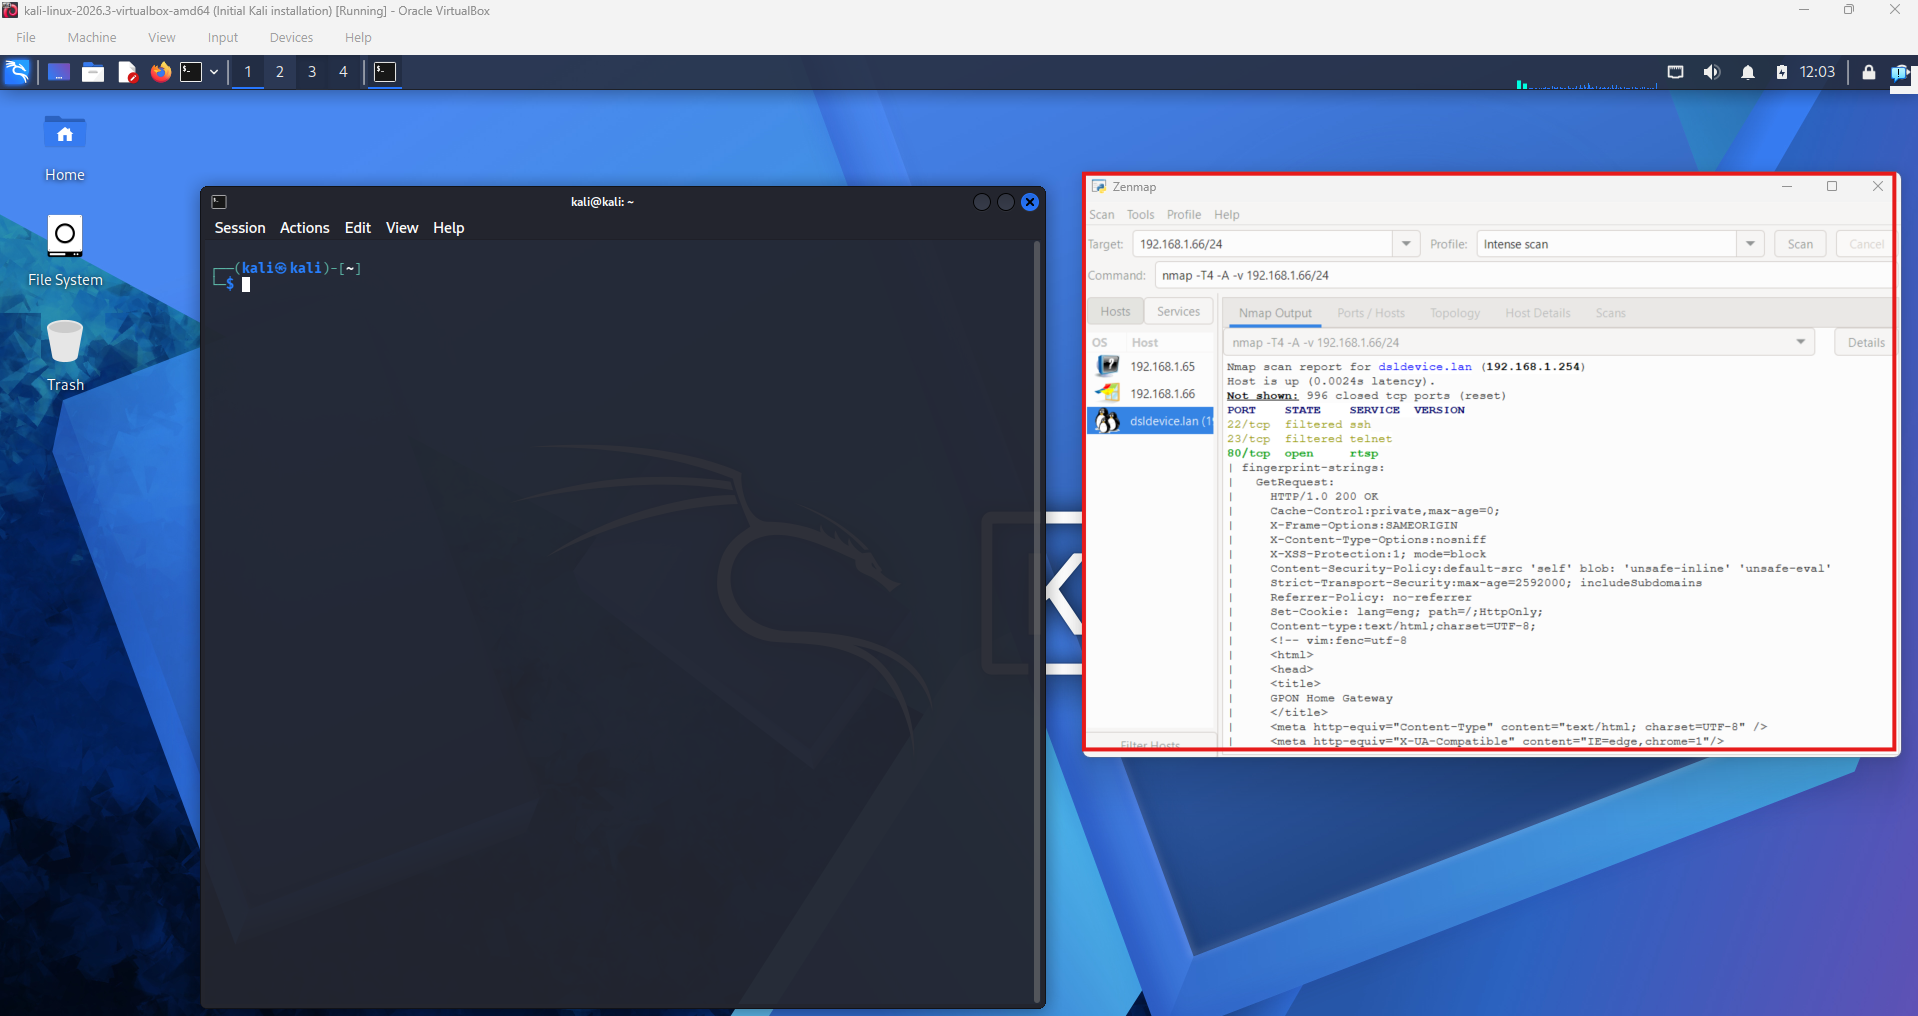 kali-linux-2026.3-virtualbox-amd64 (Initial Kali installation) [Running] - Oracle VirtualBox
File Machine View Input Devices Help
1 2 3 4 12:03
Home
File System
Trash
kali@kali: ~
Session Actions Edit View Help
┌──(kali㉿kali)-[~]
└─$
Zenmap
Scan Tools Profile Help
Target: 192.168.1.66/24 Profile: Intense scan Scan Cancel
Command: nmap -T4 -A -v 192.168.1.66/24
Hosts Services Nmap Output Ports / Hosts Topology Host Details Scans
OS Host
192.168.1.65
192.168.1.66
dsldevice.lan (19
Filter Hosts
nmap -T4 -A -v 192.168.1.66/24 Details
Nmap scan report for dsldevice.lan (192.168.1.254)
Host is up (0.0024s latency).
Not shown: 996 closed tcp ports (reset)
PORT STATE SERVICE VERSION
22/tcp filtered ssh
23/tcp filtered telnet
80/tcp open rtsp
| fingerprint-strings:
| GetRequest:
| HTTP/1.0 200 OK
| Cache-Control:private,max-age=0;
| X-Frame-Options:SAMEORIGIN
| X-Content-Type-Options:nosniff
| X-XSS-Protection:1; mode=block
| Content-Security-Policy:default-src 'self' blob: 'unsafe-inline' 'unsafe-eval'
| Strict-Transport-Security:max-age=2592000; includeSubdomains
| Referrer-Policy: no-referrer
| Set-Cookie: lang=eng; path=/;HttpOnly;
| Content-type:text/html;charset=UTF-8;
| <!-- vim:fenc=utf-8
| <html>
| <head>
| <title>
| GPON Home Gateway
| </title>
| <meta http-equiv="Content-Type" content="text/html; charset=UTF-8" />
| <meta http-equiv="X-UA-Compatible" content="IE=edge,chrome=1"/>
K